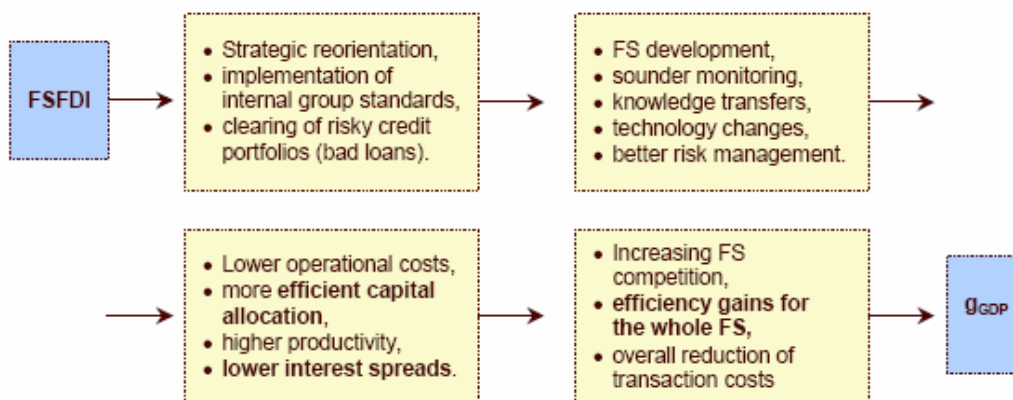 FSFDI
• Strategic reorientation,
• implementation of
internal group standards,
• clearing of risky credit
portfolios (bad loans).
• FS development,
• sounder monitoring,
• knowledge transfers,
• technology changes,
• better risk management.
• Lower operational costs,
• more efficient capital
allocation,
• higher productivity,
• lower interest spreads.
• Increasing FS
competition,
• efficiency gains for
the whole FS,
• overall reduction of
transaction costs
gGDP